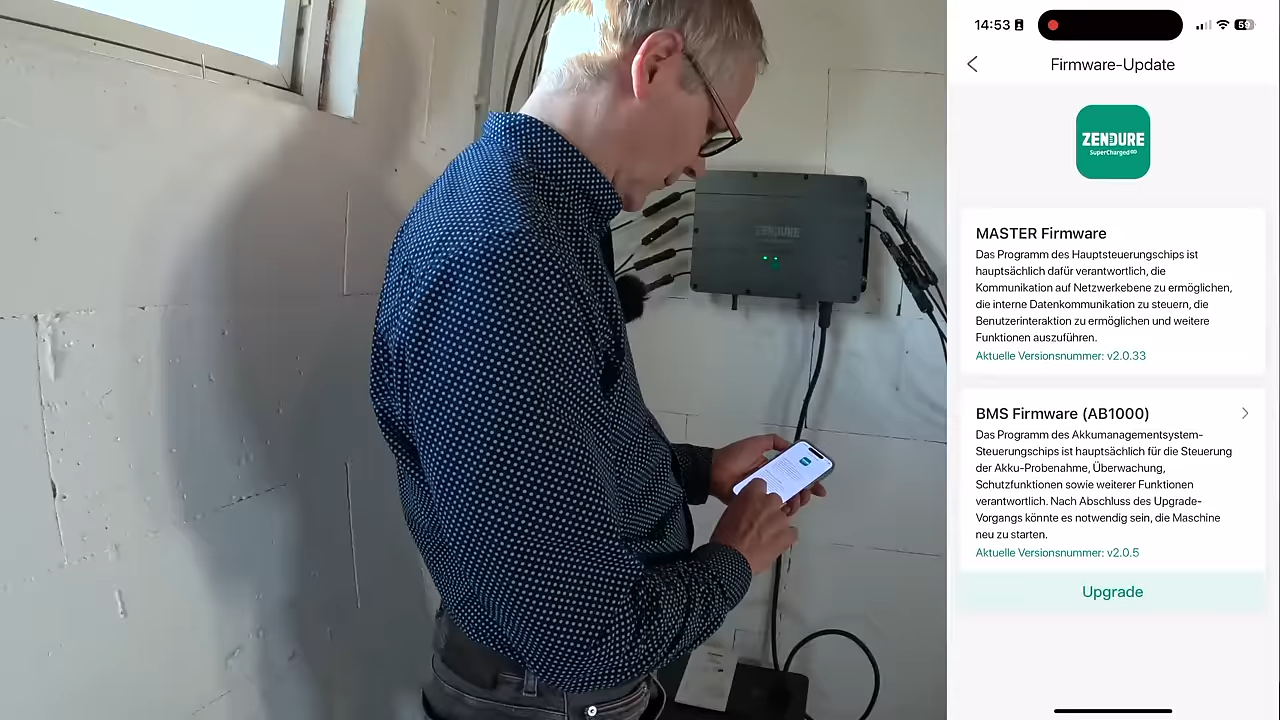 ZENDURE
14:53
59
Firmware-Update
ZENDURE
SuperCharged
MASTER Firmware
Das Programm des Hauptsteuerungschips ist
hauptsächlich dafür verantwortlich, die
Kommunikation auf Netzwerkebene zu ermöglichen,
die interne Datenkommunikation zu steuern, die
Benutzerinteraktion zu ermöglichen und weitere
Funktionen auszuführen.
Aktuelle Versionsnummer: v2.0.33
BMS Firmware (AB1000)
Das Programm des Akkumanagementsystem-
Steuerungschips ist hauptsächlich für die Steuerung
der Akku-Probenahme, Überwachung,
Schutzfunktionen sowie weiterer Funktionen
verantwortlich. Nach Abschluss des Upgrade-
Vorgangs könnte es notwendig sein, die Maschine
neu zu starten.
Aktuelle Versionsnummer: v2.0.5
Upgrade